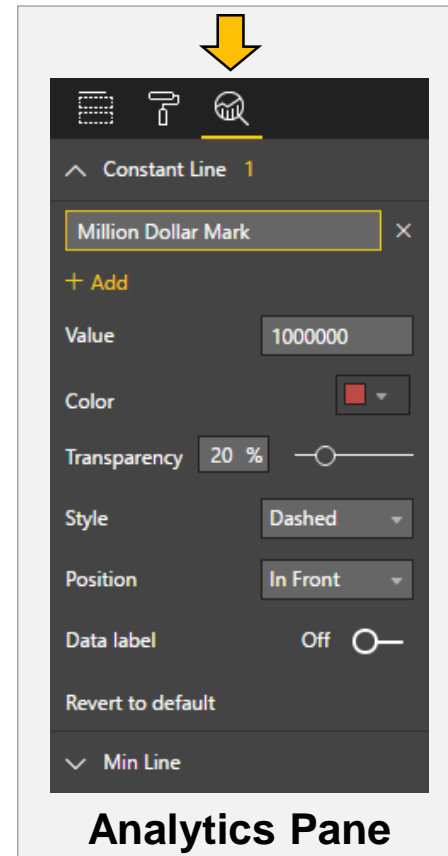 Constant Line 1
Million Dollar Mark ×
+ Add
Value 1000000
Color
Transparency 20 %
Style Dashed
Position In Front
Data label Off
Revert to default
Min Line
Analytics Pane